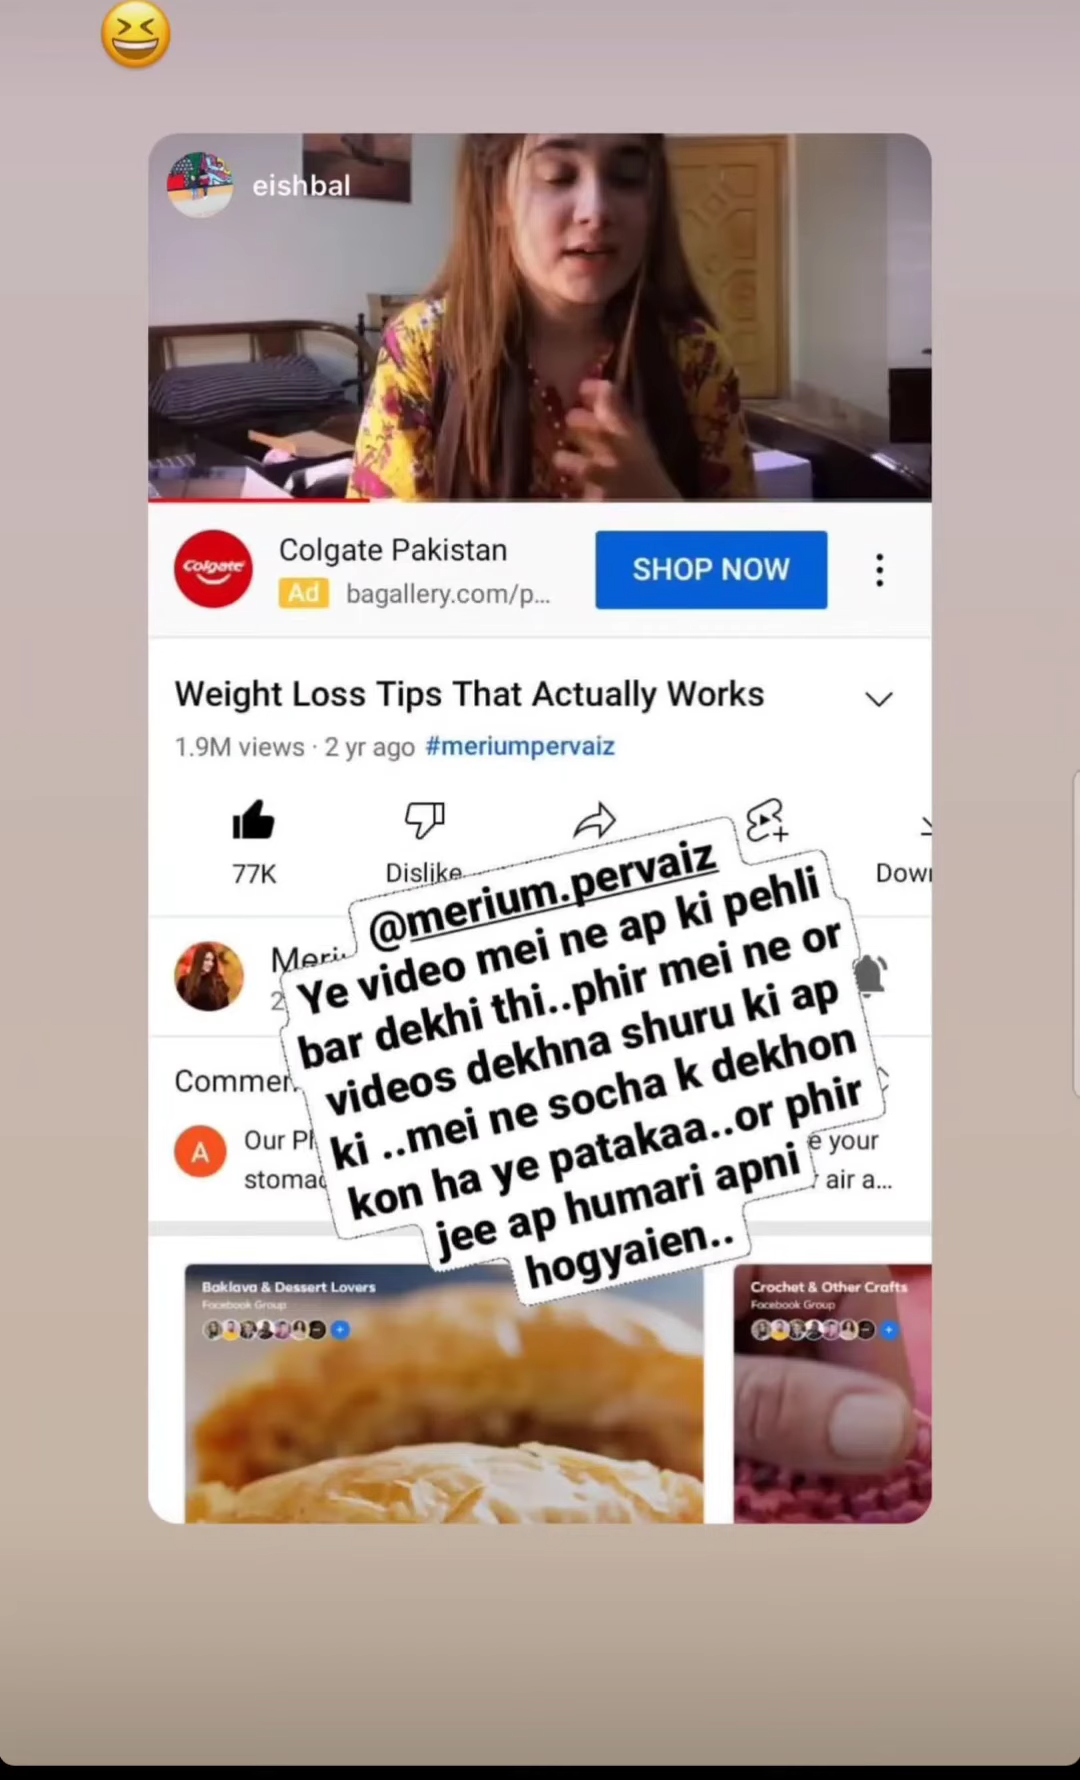 eishbal
Colgate
Colgate Pakistan
Ad bagallery.com/p...
SHOP NOW
Weight Loss Tips That Actually Works
1.9M views · 2 yr ago #meriumpervaiz
77K
Dislike
@merium.pervaiz
Ye video mei ne ap ki pehli
bar dekhi thi..phir mei ne or
videos dekhna shuru ki ap
ki ..mei ne socha k dekhon
kon ha ye patakaa..or phir
jee ap humari apni
hogyaien..
A
Our
e your
air a...
Baklava & Dessert Lovers
Facebook Group
Crochet & Other Crafts
Facebook Group